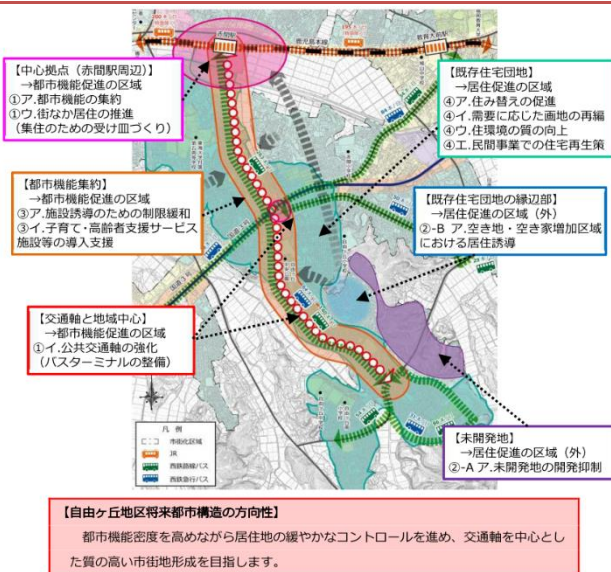 赤間駅
鹿児島本線
教育大前駅
【中心拠点（赤間駅周辺）】
→都市機能促進の区域
①ア.都市機能の集約
①ウ.街なか居住の推進
（集住のための受け皿づくり）
【既存住宅団地】
→居住促進の区域
④ア.住み替えの促進
④イ.需要に応じた画地の再編
④ウ.住環境の質の向上
④エ.民間事業での住宅再生策
【都市機能集約】
→都市機能促進の区域
③ア.施設誘導のための制限緩和
③イ.子育て・高齢者支援サービス
施設等の導入支援
【既存住宅団地の縁辺部】
→居住促進の区域（外）
②-B ア.空き地・空き家増加区域
における居住誘導
国道3号
【交通軸と地域中心】
→都市機能促進の区域
①イ.公共交通軸の強化
（バスターミナルの整備）
【未開発地】
→居住促進の区域（外）
②-A ア.未開発地の開発抑制
凡 例
市街化区域
JR
西鉄路線バス
西鉄急行バス
【自由ヶ丘地区将来都市構造の方向性】
都市機能密度を高めながら居住地の緩やかなコントロールを進め、交通軸を中心とし
た質の高い市街地形成を目指します。